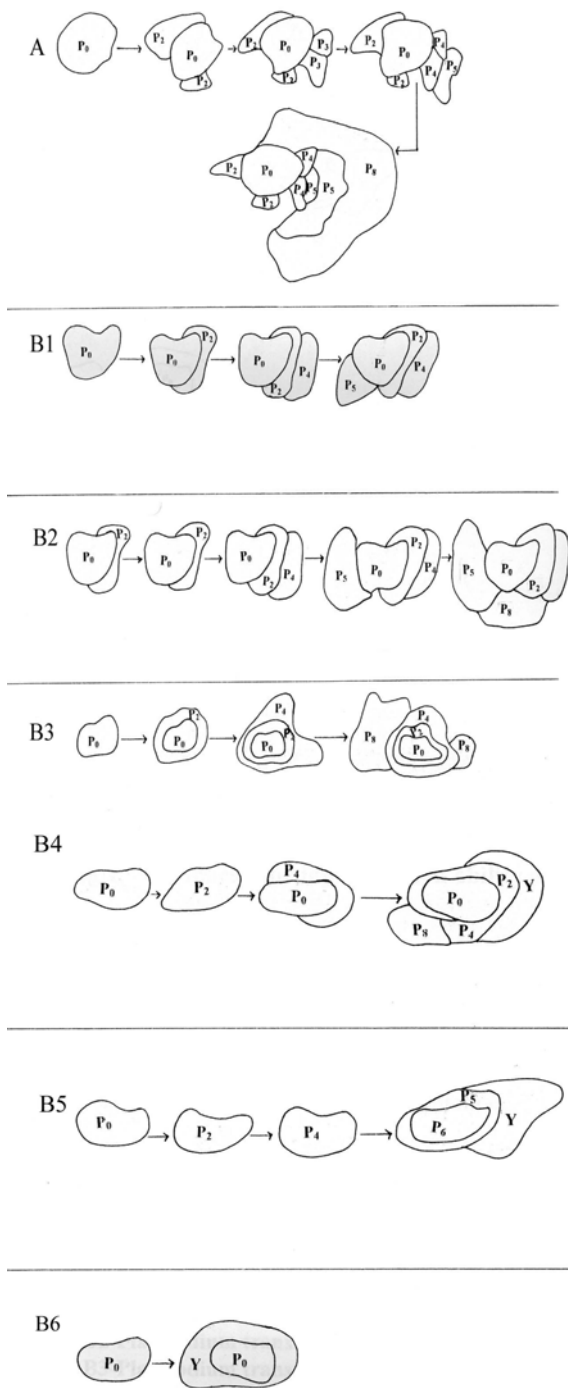 A P₀ P₂ P₀ P₂ P₂ P₀ P₂ P₃ P₃ P₂ P₀ P₂ P₄ P₄ P₅
P₂ P₀ P₂ P₄ P₄ P₅ P₅ P₈
B1 P₀ P₀ P₂ P₀ P₂ P₄ P₅ P₀ P₂ P₄
B2 P₀ P₂ P₀ P₂ P₀ P₂ P₄ P₅ P₀ P₂ P₄ P₅ P₀ P₂ P₈
B3 P₀ P₂ P₀ P₄ P₂ P₀ P₈ P₄ P₂ P₀ P₈
B4 P₀ P₂ P₄ P₀ P₀ P₂ Y P₈ P₄
B5 P₀ P₂ P₄ P₅ P₆ Y
B6 P₀ Y P₀